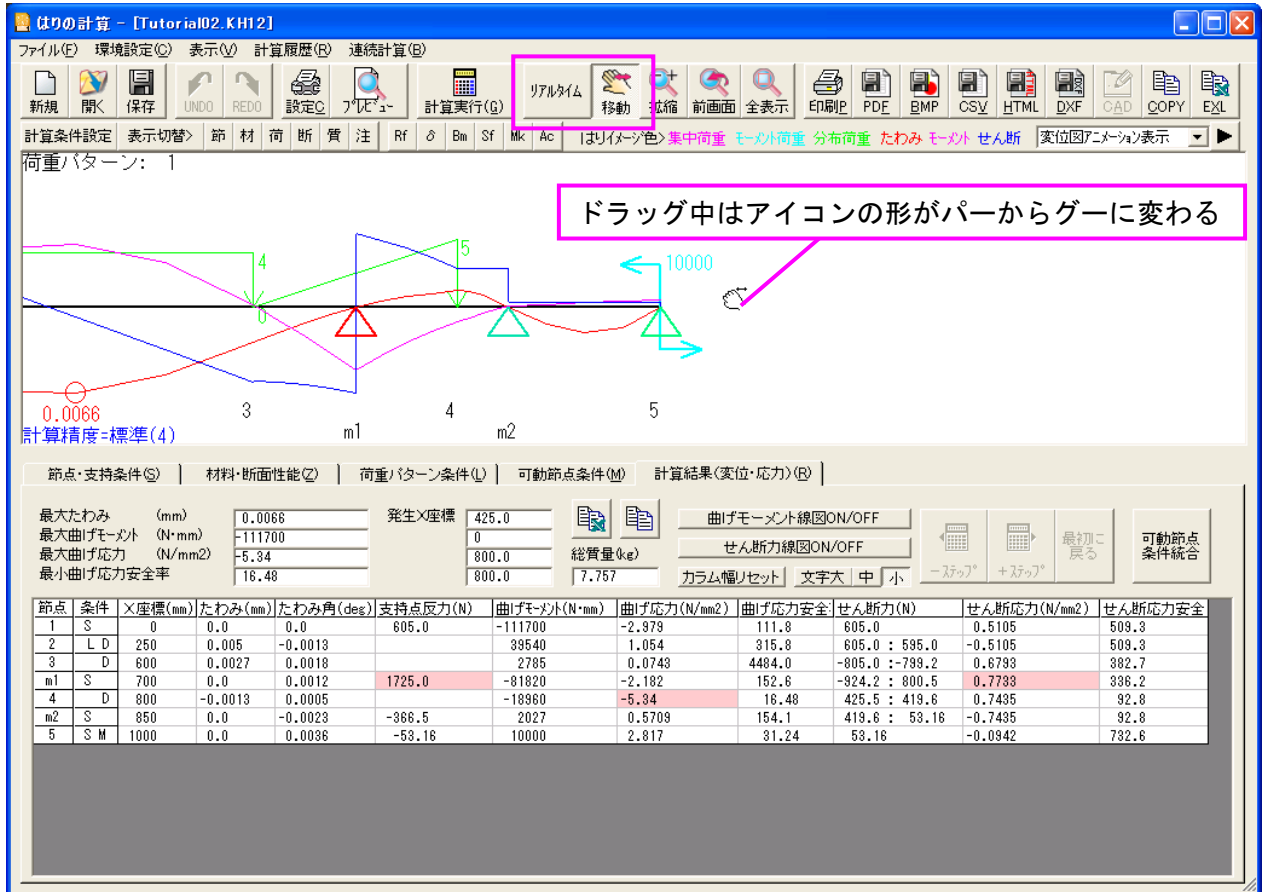 はりの計算 - [Tutorial02.KH12]
ファイル(F) 環境設定(C) 表示(V) 計算履歴(R) 連続計算(B)
新規 開く 保存 UNDO REDO 設定C プレビュー 計算実行(G) リアルタイム 移動 拡縮 前画面 全表示 印刷P PDF BMP CSV HTML DXF CAD COPY EXL
計算条件設定 表示切替> 節 材 荷 断 質 注 Rf δ Bm Sf Mk Ac はりイメージ色>集中荷重 モーメント荷重 分布荷重 たわみ モーメント せん断 変位図アニメーション表示
荷重パターン: 1
ドラッグ中はアイコンの形がパーからグーに変わる
4
5
10000
0
0.0066
3
4
5
計算精度=標準(4)
m1
m2
節点・支持条件(S) 材料・断面性能(Z) 荷重パターン条件(L) 可動節点条件(M) 計算結果(変位・応力)(R)
最大たわみ (mm) 0.0066 発生X座標 425.0
最大曲げモーメント (N・mm) -111700 0
最大曲げ応力 (N/mm2) -5.34 800.0
最小曲げ応力安全率 16.48 800.0
総質量(kg)
7.757
曲げモーメント線図ON/OFF
せん断力線図ON/OFF
カラム幅リセット 文字大 中 小
-ステップ +ステップ 最初に戻る
可動節点
条件統合
節点 条件 X座標(mm) たわみ(mm) たわみ角(deg) 支持点反力(N) 曲げモーメント(N・mm) 曲げ応力(N/mm2) 曲げ応力安全 せん断力(N) せん断応力(N/mm2) せん断応力安全
1 S 0 0.0 0.0 605.0 -111700 -2.979 111.8 605.0 0.5105 509.3
2 L D 250 0.005 -0.0013 39540 1.054 315.8 605.0 : 595.0 -0.5105 509.3
3 D 600 0.0027 0.0018 2785 0.0743 4484.0 -805.0 :-799.2 0.6793 382.7
m1 S 700 0.0 0.0012 1725.0 -81820 -2.182 152.6 -924.2 : 800.5 0.7733 336.2
4 D 800 -0.0013 0.0005 -18960 -5.34 16.48 425.5 : 419.6 0.7435 92.8
m2 S 850 0.0 -0.0023 -366.5 2027 0.5709 154.1 419.6 : 53.16 -0.7435 92.8
5 S M 1000 0.0 0.0036 -53.16 10000 2.817 31.24 53.16 -0.0942 732.6